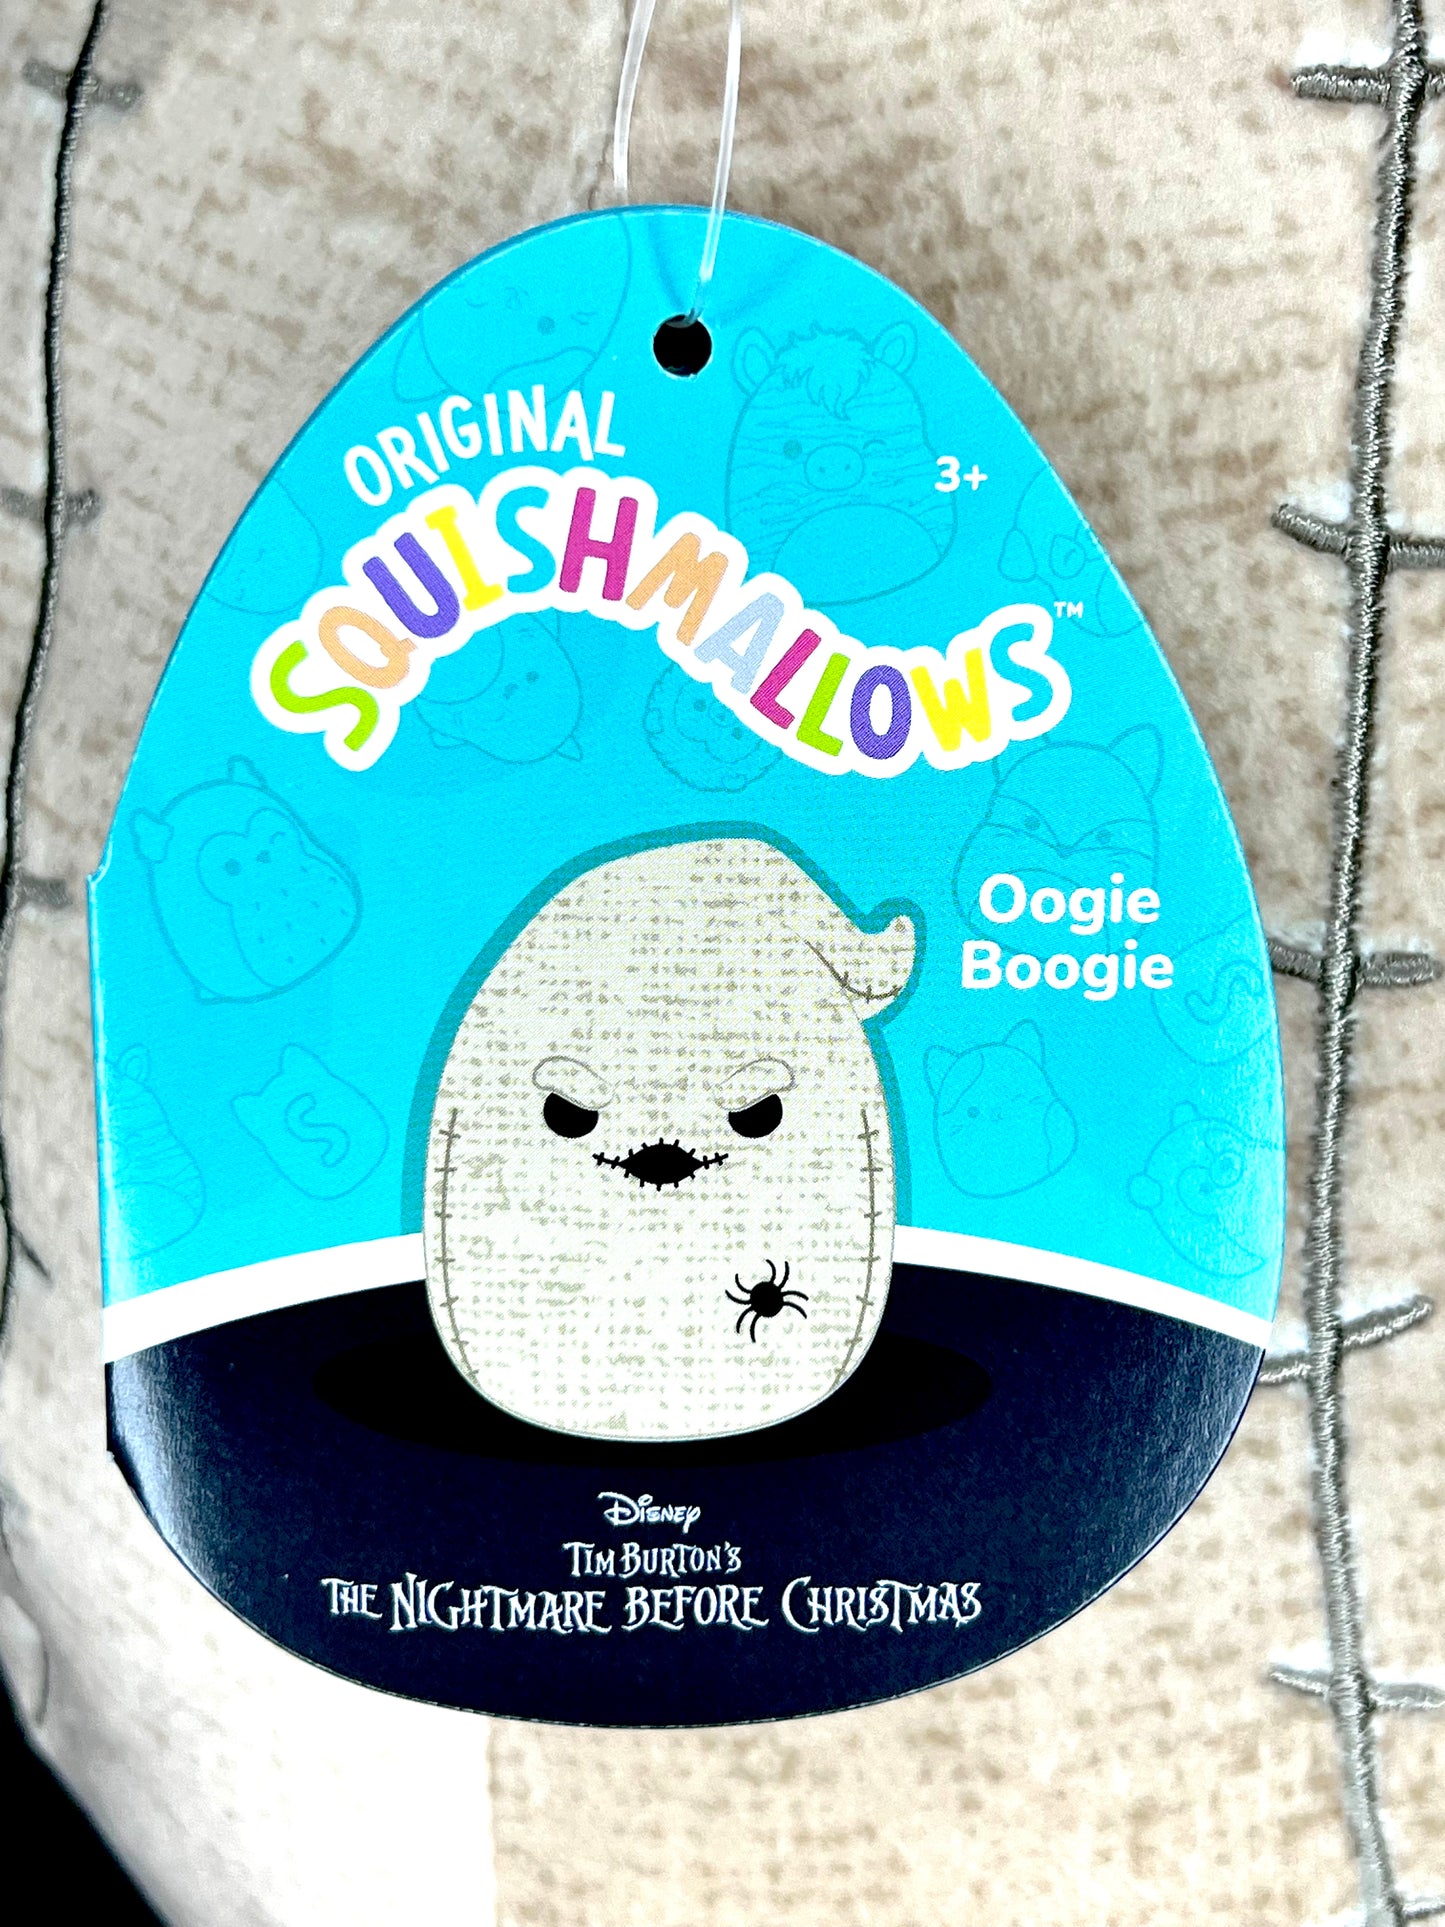 ORIGINAL
SQUISHMALLOWS™
3+
Oogie
Boogie
Disney
TIM BURTON'S
THE NIGHTMARE BEFORE CHRISTMAS